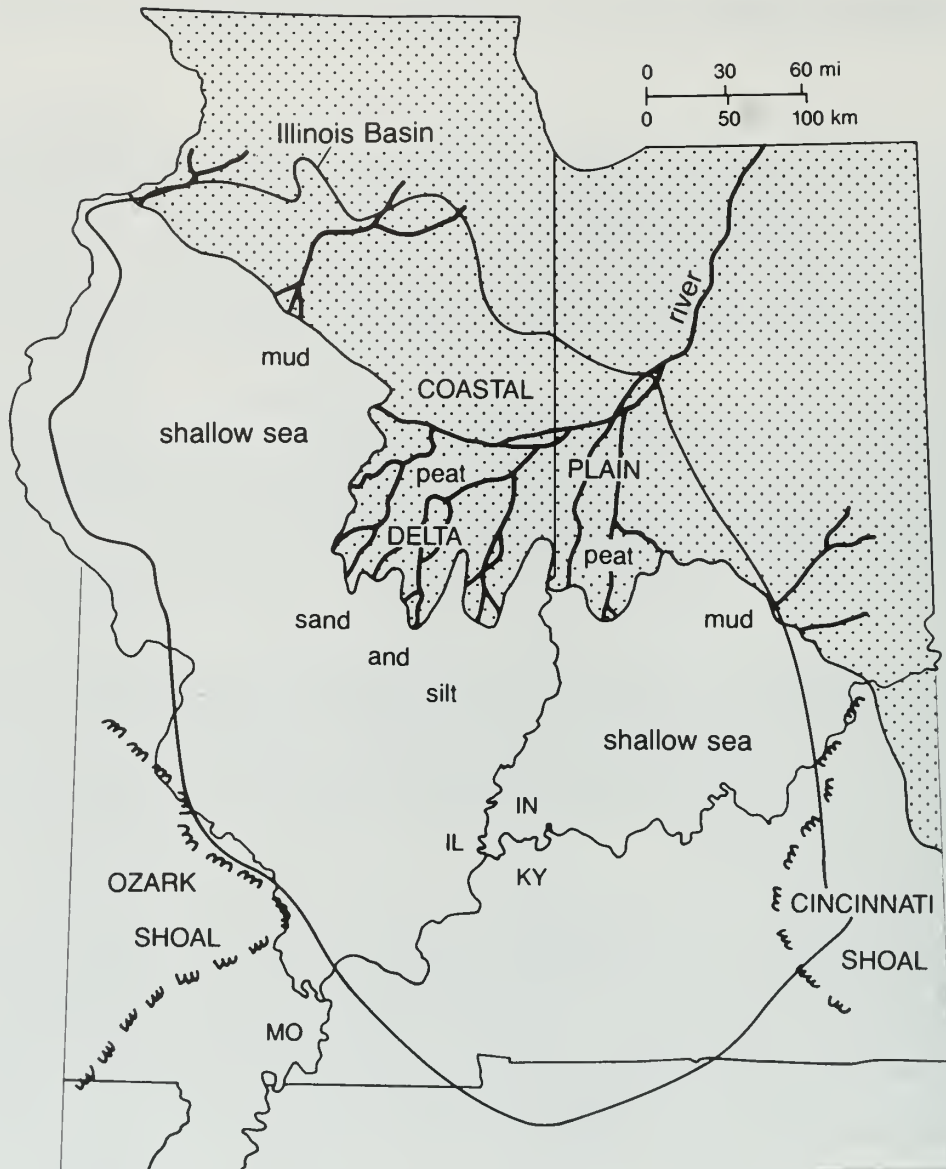 0 30 60 mi
0 50 100 km
Illinois Basin
river
mud
COASTAL
shallow sea
peat
PLAIN
DELTA
peat
sand
mud
and
silt
shallow sea
IN
IL
KY
OZARK
CINCINNATI
SHOAL
SHOAL
MO